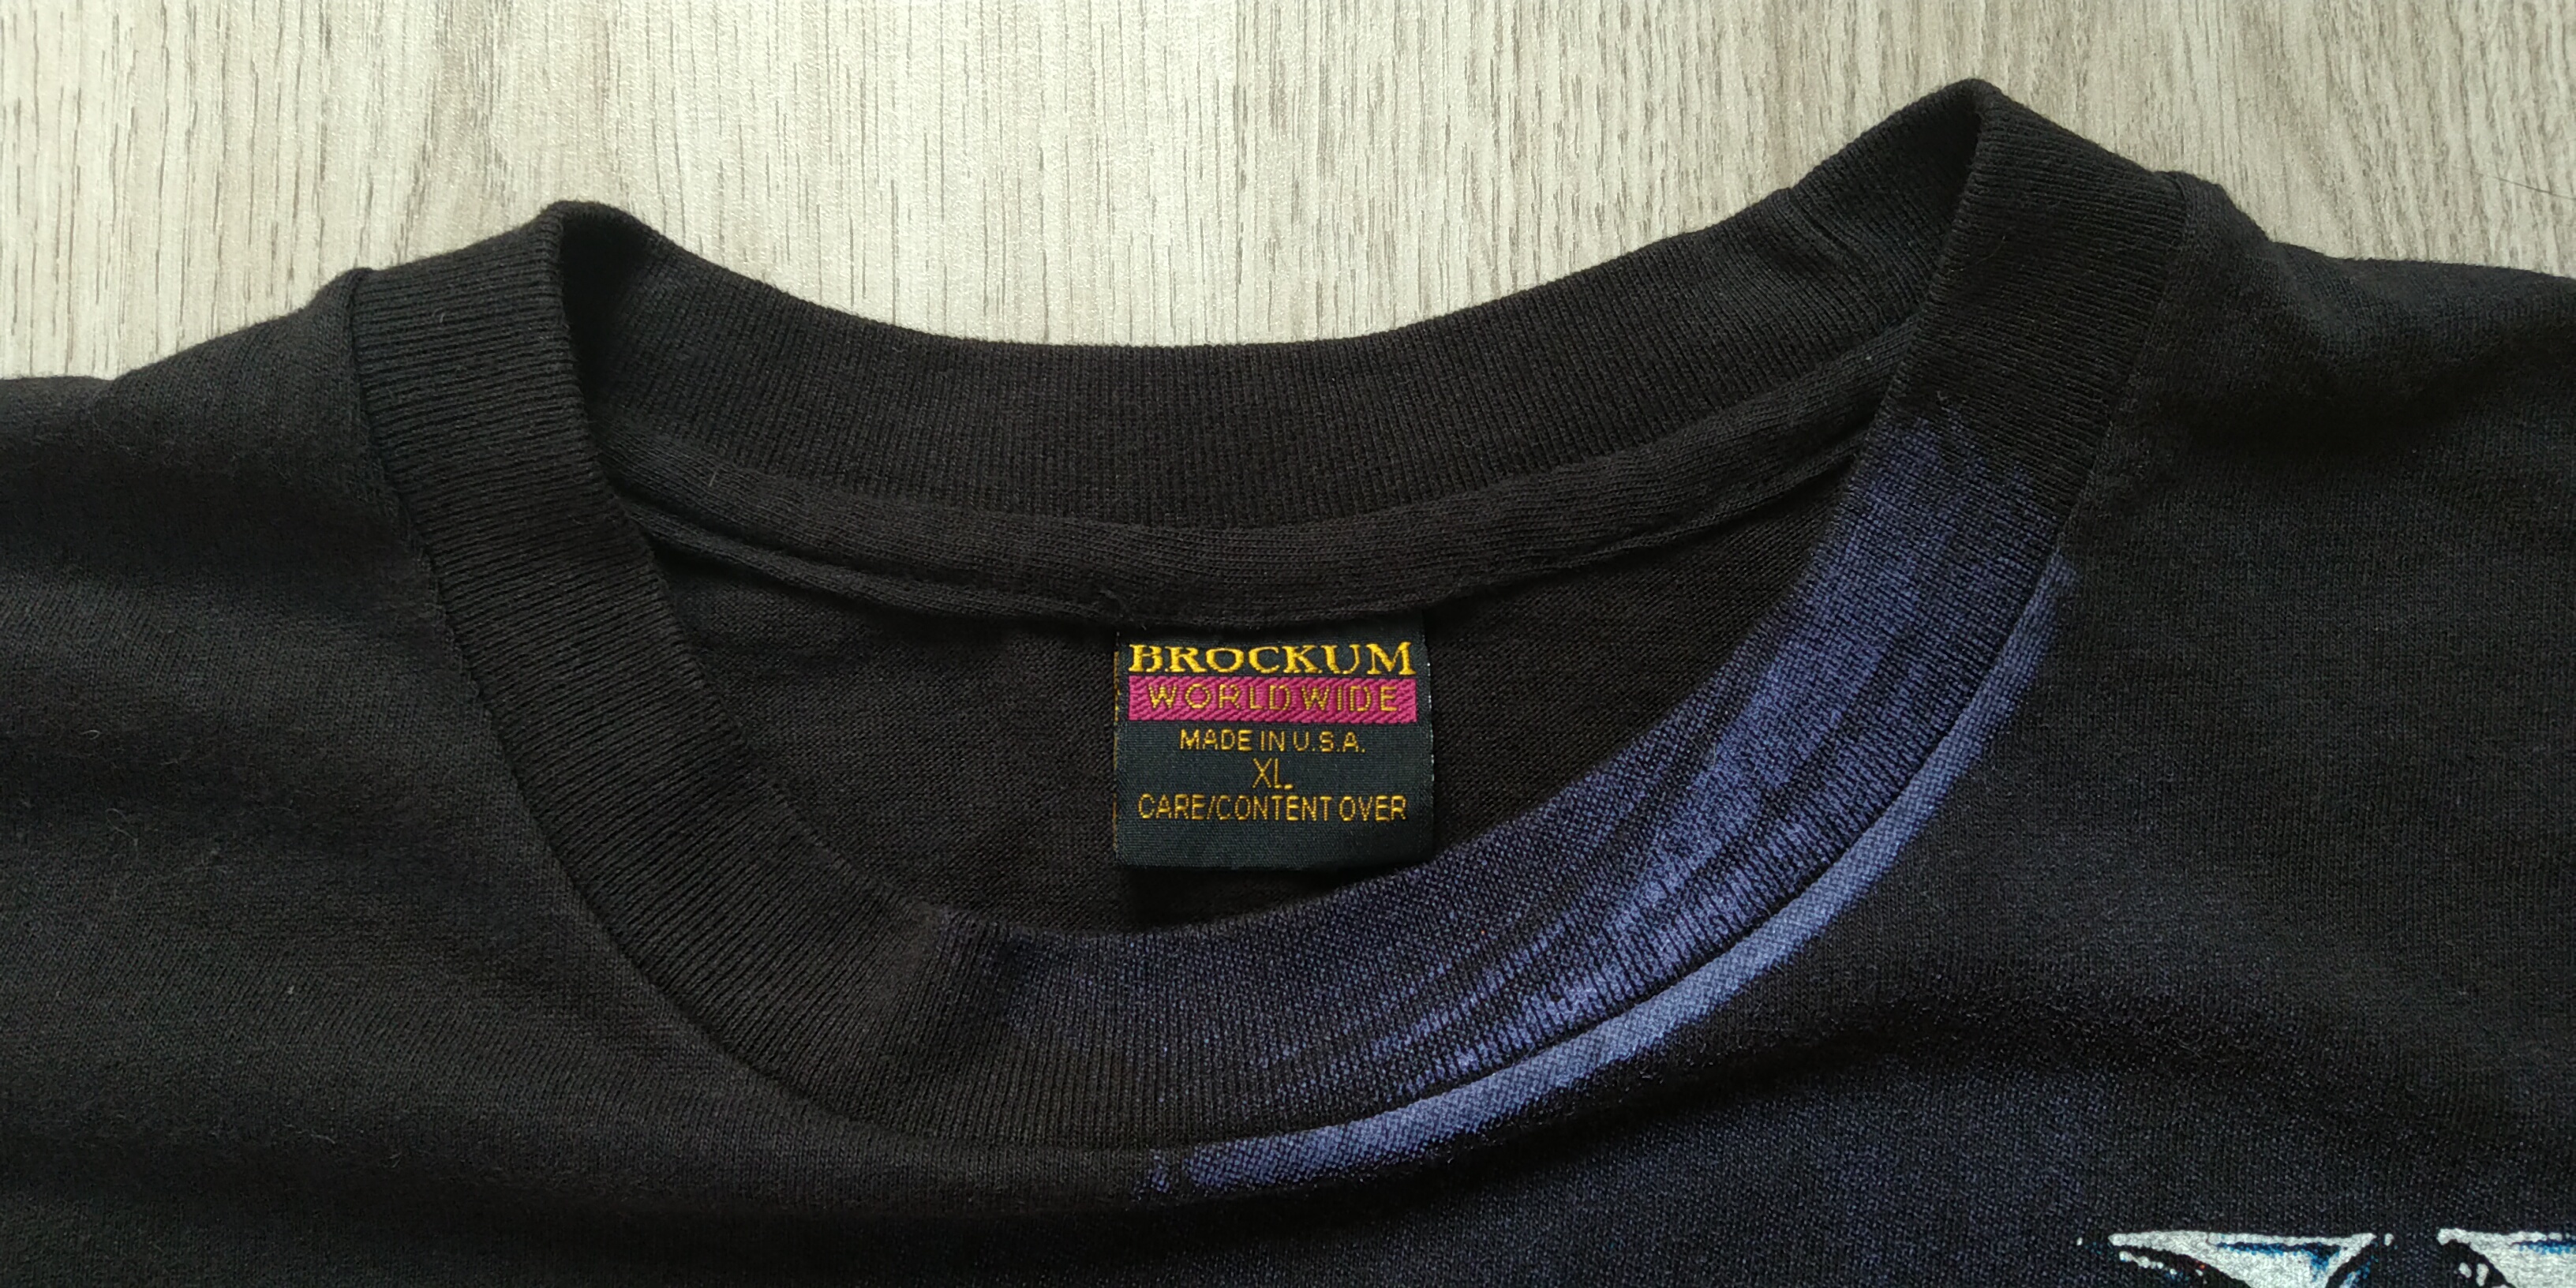 BROCKUM
WORLDWIDE
MADE IN U.S.A.
XL
CARE/CONTENT OVER